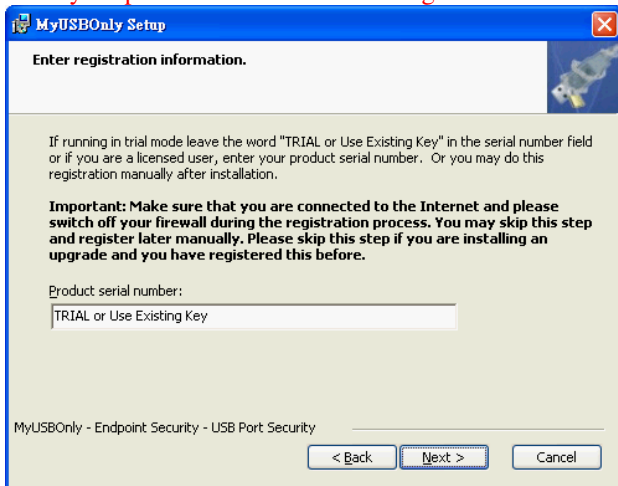 MyUSBOnly Setup
Enter registration information.
If running in trial mode leave the word "TRIAL or Use Existing Key" in the serial number field
or if you are a licensed user, enter your product serial number. Or you may do this
registration manually after installation.
Important: Make sure that you are connected to the Internet and please
switch off your firewall during the registration process. You may skip this step
and register later manually. Please skip this step if you are installing an
upgrade and you have registered this before.
Product serial number:
TRIAL or Use Existing Key
MyUSBOnly - Endpoint Security - USB Port Security
< Back Next > Cancel